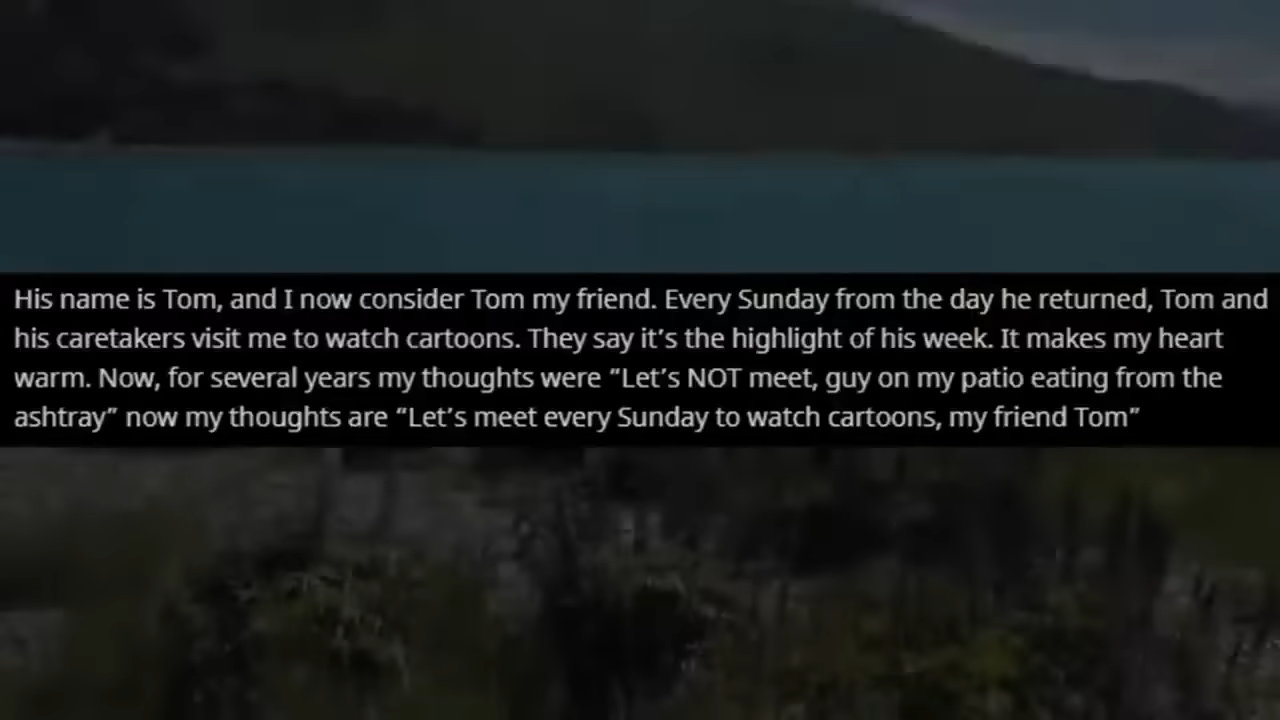 His name is Tom, and I now consider Tom my friend. Every Sunday from the day he returned, Tom and
his caretakers visit me to watch cartoons. They say it’s the highlight of his week. It makes my heart
warm. Now, for several years my thoughts were “Let’s NOT meet, guy on my patio eating from the
ashtray” now my thoughts are “Let’s meet every Sunday to watch cartoons, my friend Tom”